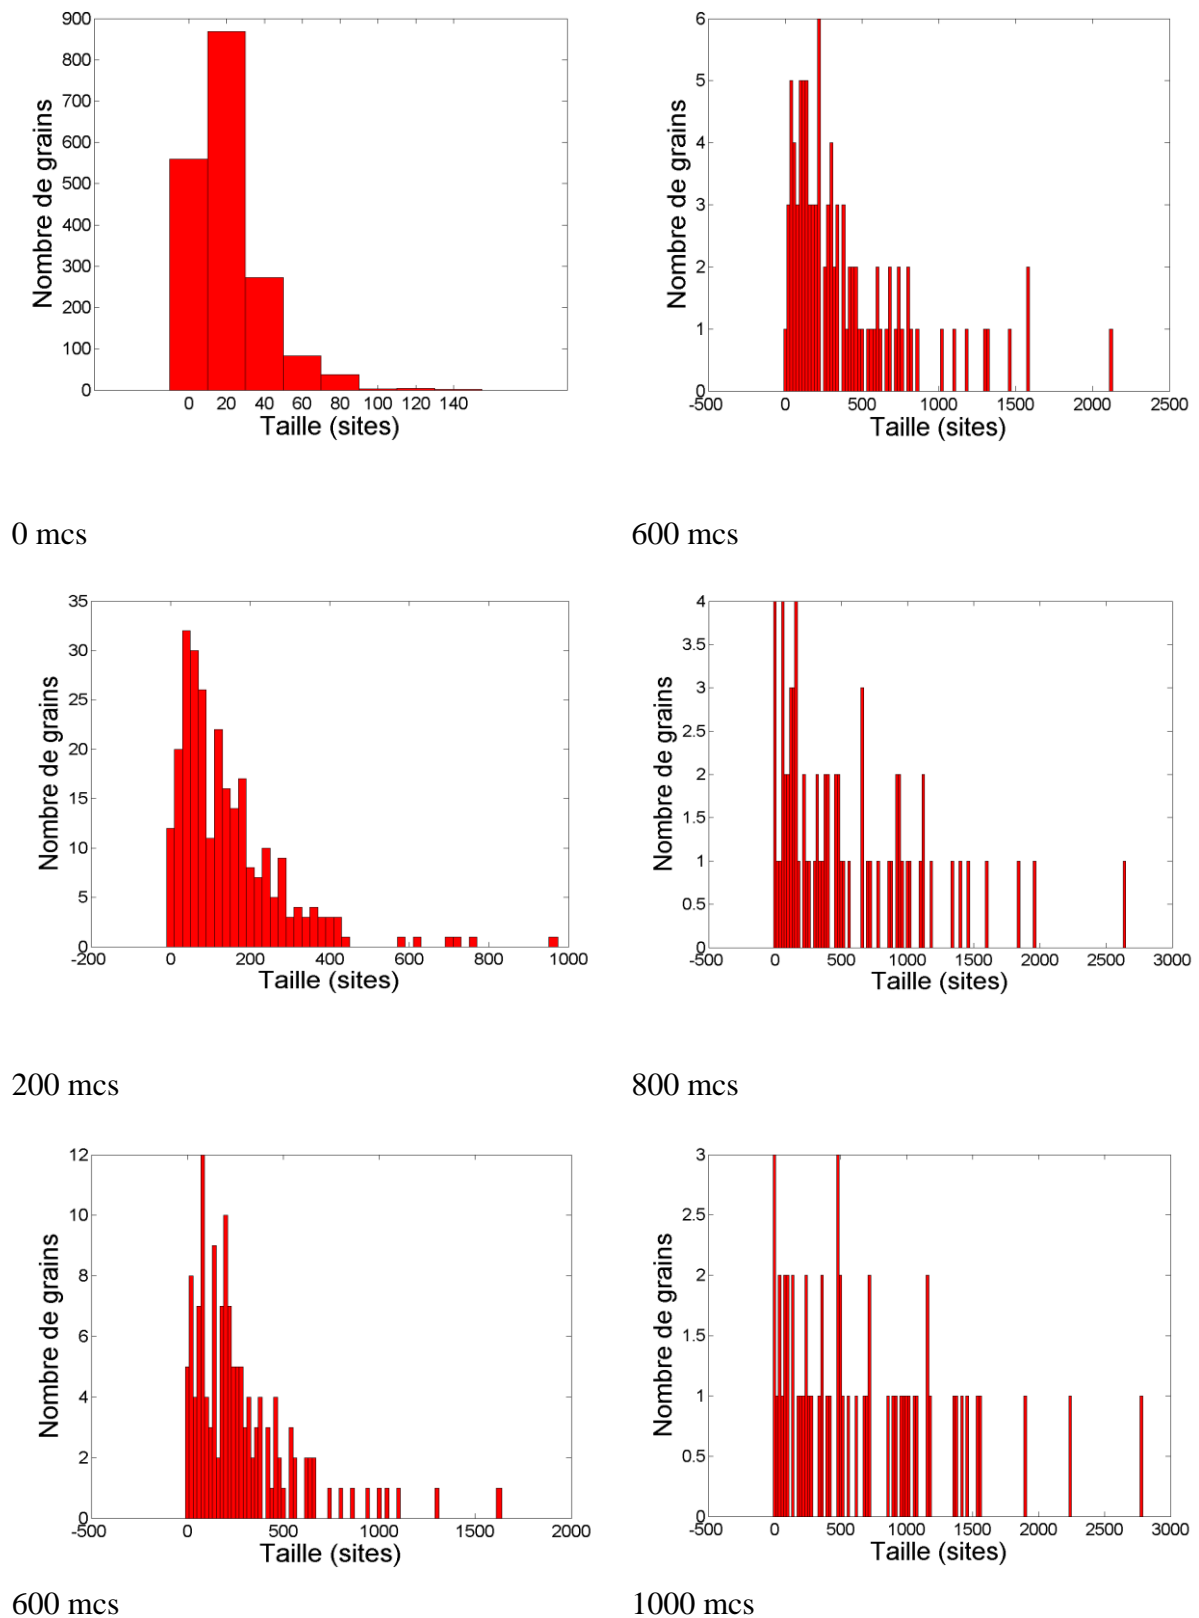 900
800
700
600
500
400
300
200
100
0
Nombre de grains
0 20 40 60 80 100 120 140
Taille (sites)
0 mcs
6
5
4
3
2
1
0
Nombre de grains
-500 0 500 1000 1500 2000 2500
Taille (sites)
600 mcs
35
30
25
20
15
10
5
0
Nombre de grains
-200 0 200 400 600 800 1000
Taille (sites)
200 mcs
4
3.5
3
2.5
2
1.5
1
0.5
0
Nombre de grains
-500 0 500 1000 1500 2000 2500 3000
Taille (sites)
800 mcs
12
10
8
6
4
2
0
Nombre de grains
-500 0 500 1000 1500 2000
Taille (sites)
600 mcs
3
2.5
2
1.5
1
0.5
0
Nombre de grains
-500 0 500 1000 1500 2000 2500 3000
Taille (sites)
1000 mcs